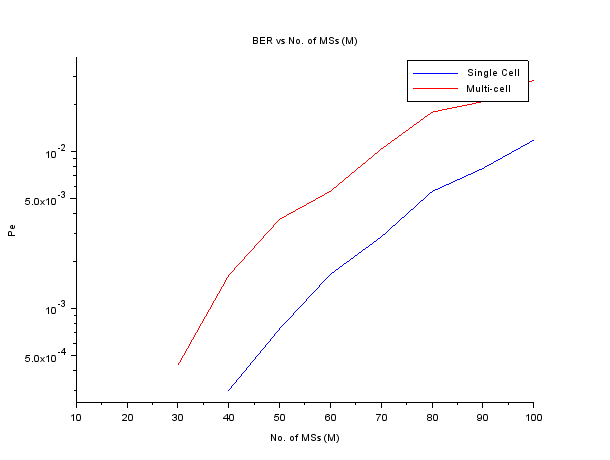 BER vs No. of MSs (M)
Single Cell
Multi-cell
10^-2
5.0x10^-3
10^-3
5.0x10^-4
Pe
10 20 30 40 50 60 70 80 90 100
No. of MSs (M)